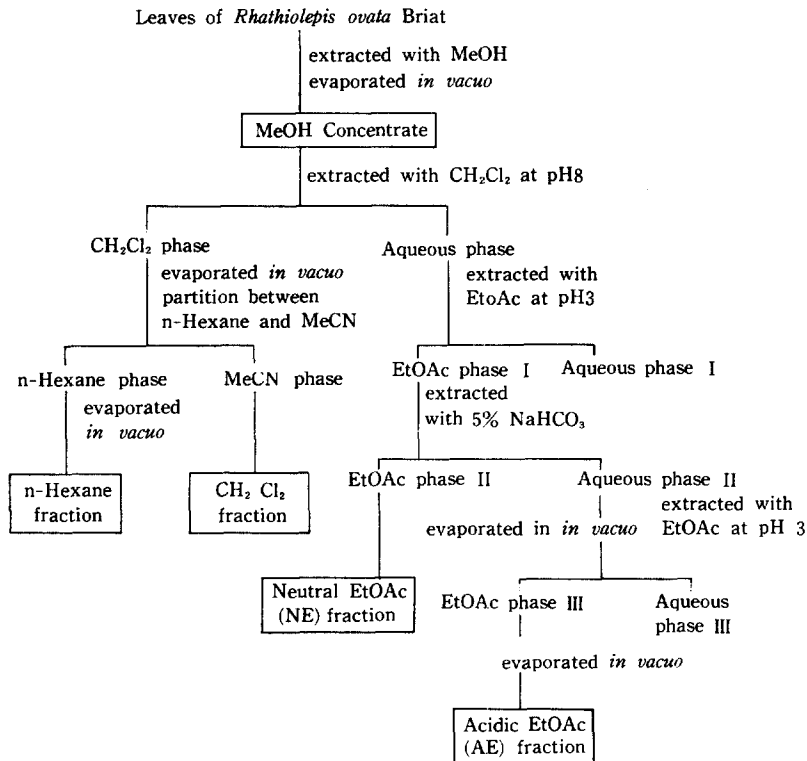 Leaves of Rhathiolepis ovata Briat
extracted with MeOH
evaporated in vacuo
MeOH Concentrate
extracted with CH₂Cl₂ at pH8
CH₂Cl₂ phase
evaporated in vacuo
partition between
n-Hexane and MeCN
Aqueous phase
extracted with
EtoAc at pH3
n-Hexane phase
evaporated
in vacuo
MeCN phase
EtOAc phase I
extracted
with 5% NaHCO₃
Aqueous phase I
n-Hexane
fraction
CH₂ Cl₂
fraction
EtOAc phase II
Aqueous phase II
extracted with
EtOAc at pH 3
evaporated in in vacuo
Neutral EtOAc
(NE) fraction
EtOAc phase III
Aqueous
phase III
evaporated in vacuo
Acidic EtOAc
(AE) fraction